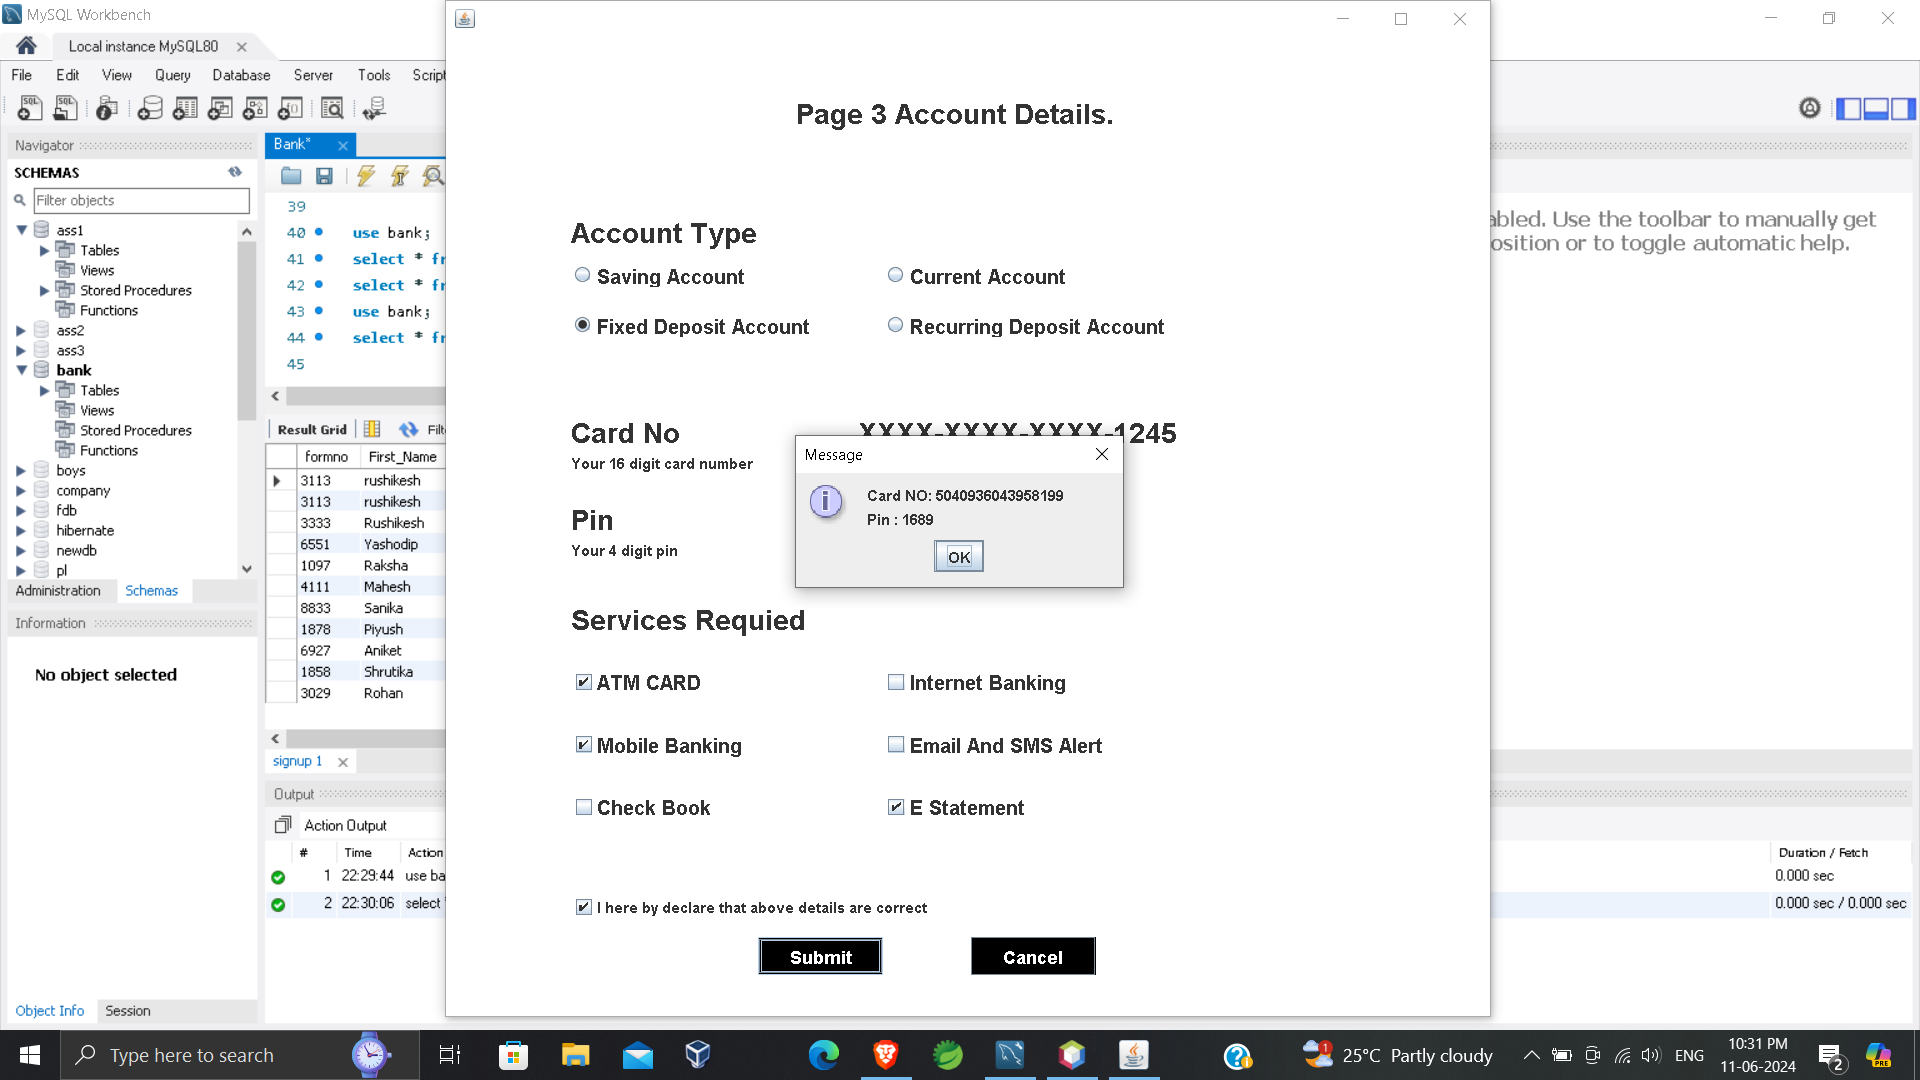 MySQL Workbench
Local instance MySQL80
File Edit View Query Database Server Tools Script
Navigator
SCHEMAS
Filter objects
ass1
Tables
Views
Stored Procedures
Functions
ass2
ass3
bank
Tables
Views
Stored Procedures
Functions
boys
company
fdb
hibernate
newdb
pl
Administration Schemas
Information
No object selected
Object Info Session
Bank*
39
40 use bank;
41 select * fr
42 select * fr
43 use bank;
44 select * fr
45
Result Grid Filt
formno First_Name
3113 rushikesh
3113 rushikesh
3333 Rushikesh
6551 Yashodip
1097 Raksha
4111 Mahesh
8833 Sanika
1878 Piyush
6927 Aniket
1858 Shrutika
3029 Rohan
signup 1
Output
Action Output
# Time Action
1 22:29:44 use ba
2 22:30:06 select *
Page 3 Account Details.
Account Type
Saving Account Current Account
Fixed Deposit Account Recurring Deposit Account
Card No XXXX-XXXX-XXXX-1245
Your 16 digit card number
Pin
Your 4 digit pin
Message
Card NO: 5040936043958199
Pin : 1689
OK
Services Requied
ATM CARD Internet Banking
Mobile Banking Email And SMS Alert
Check Book E Statement
I here by declare that above details are correct
Submit Cancel
abled. Use the toolbar to manually get
osition or to toggle automatic help.
Duration / Fetch
0.000 sec
0.000 sec / 0.000 sec
Type here to search
1
25°C Partly cloudy
ENG
10:31 PM
11-06-2024
2
PRE